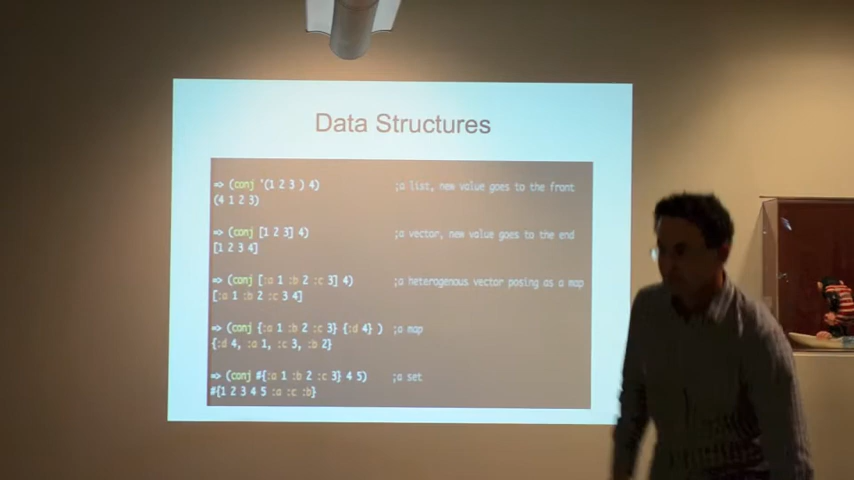 Data Structures
=> (conj '(1 2 3 ) 4) ;a list, new value goes to the front
(4 1 2 3)
=> (conj [1 2 3] 4) ;a vector, new value goes to the end
[1 2 3 4]
=> (conj [:a 1 :b 2 :c 3] 4) ;a heterogenous vector posing as a map
[:a 1 :b 2 :c 3 4]
=> (conj {:a 1 :b 2 :c 3} {:d 4} ) ;a map
{:d 4, :a 1, :c 3, :b 2}
=> (conj #{:a 1 :b 2 :c 3} 4 5) ;a set
#{1 2 3 4 5 :a :c :b}